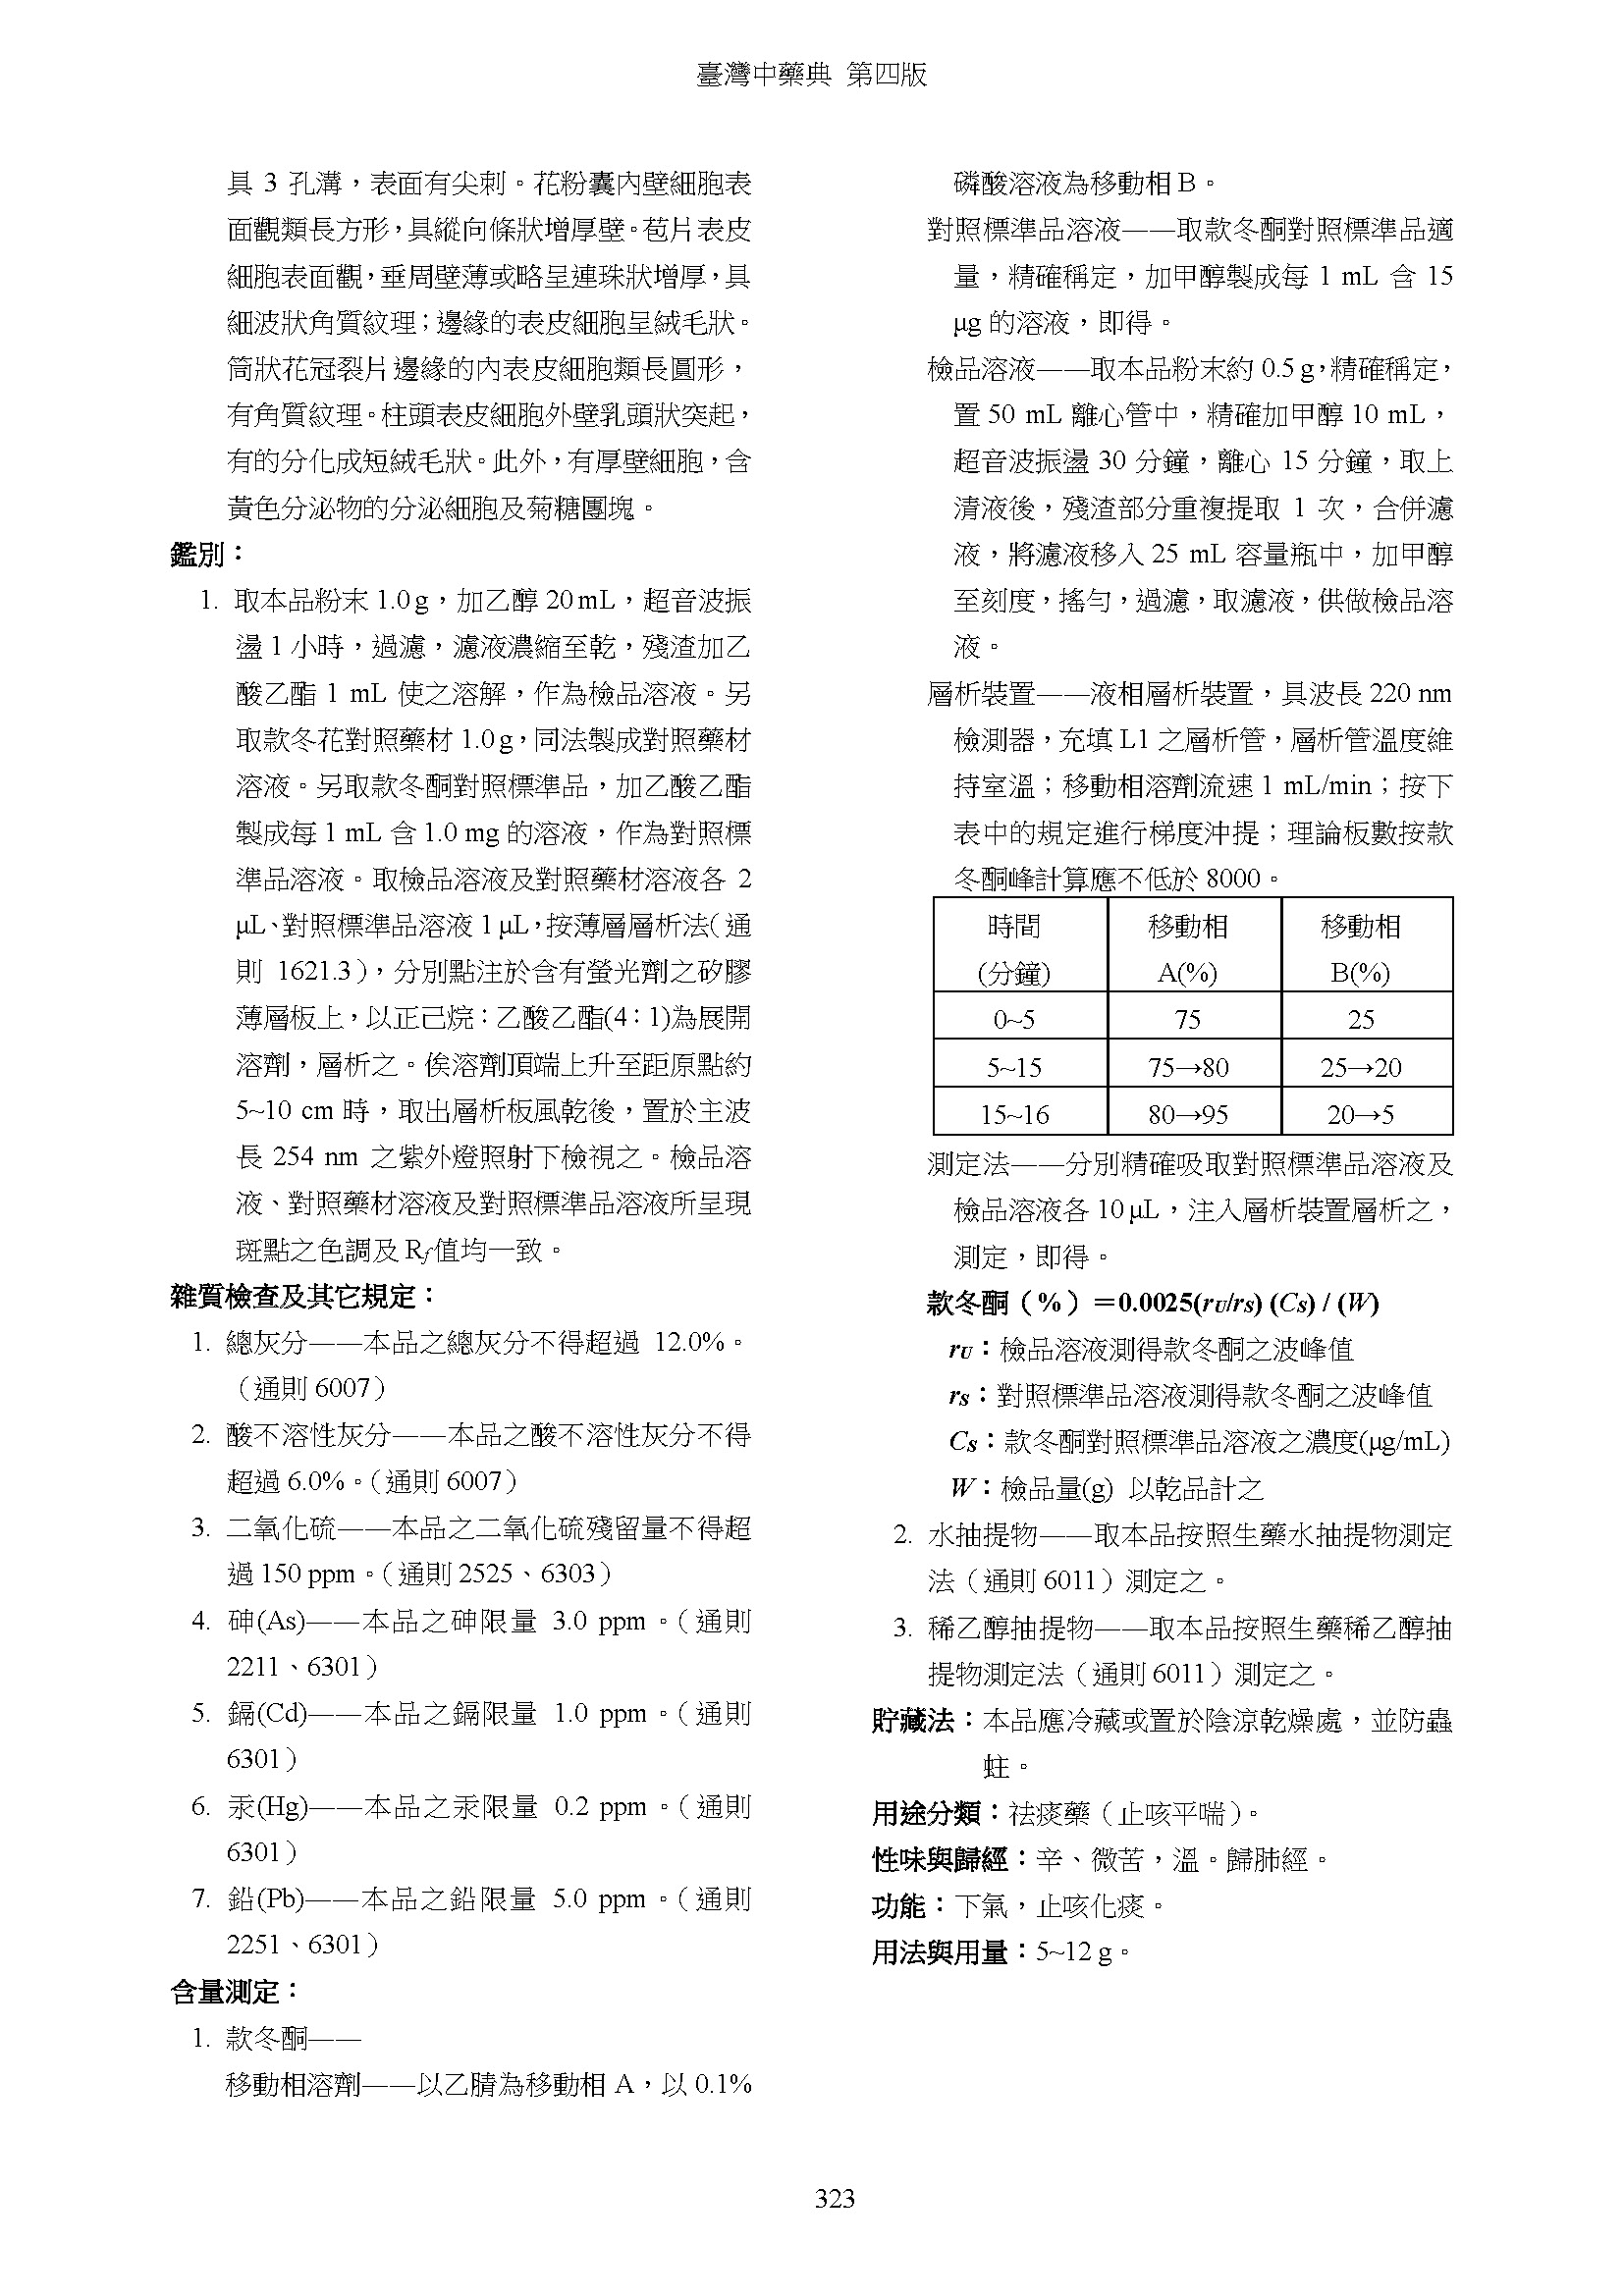 臺灣中藥典 第四版
具 3 孔溝，表面有尖刺。花粉囊內壁細胞表
面觀類長方形，具縱向條狀增厚壁。苞片表皮
細胞表面觀，垂周壁薄或略呈連珠狀增厚，具
細波狀角質紋理；邊緣的表皮細胞呈絨毛狀。
筒狀花冠裂片邊緣的內表皮細胞類長圓形，
有角質紋理。柱頭表皮細胞外壁乳頭狀突起，
有的分化成短絨毛狀。此外，有厚壁細胞，含
黃色分泌物的分泌細胞及菊糖團塊。
鑑別：
1. 取本品粉末 1.0 g，加乙醇 20 mL，超音波振
盪 1 小時，過濾，濾液濃縮至乾，殘渣加乙
酸乙酯 1 mL 使之溶解，作為檢品溶液。另
取款冬花對照藥材 1.0 g，同法製成對照藥材
溶液。另取款冬酮對照標準品，加乙酸乙酯
製成每 1 mL 含 1.0 mg 的溶液，作為對照標
準品溶液。取檢品溶液及對照藥材溶液各 2
μL、對照標準品溶液 1 μL，按薄層層析法（通
則 1621.3），分別點注於含有螢光劑之矽膠
薄層板上，以正己烷：乙酸乙酯(4：1)為展開
溶劑，層析之。俟溶劑頂端上升至距原點約
5~10 cm 時，取出層析板風乾後，置於主波
長 254 nm 之紫外燈照射下檢視之。檢品溶
液、對照藥材溶液及對照標準品溶液所呈現
斑點之色調及 Rf值均一致。
雜質檢查及其它規定：
1. 總灰分——本品之總灰分不得超過 12.0%。
（通則 6007）
2. 酸不溶性灰分——本品之酸不溶性灰分不得
超過 6.0%。（通則 6007）
3. 二氧化硫——本品之二氧化硫殘留量不得超
過 150 ppm。（通則 2525、6303）
4. 砷(As)——本品之砷限量 3.0 ppm。（通則
2211、6301）
5. 鎘(Cd)——本品之鎘限量 1.0 ppm。（通則
6301）
6. 汞(Hg)——本品之汞限量 0.2 ppm。（通則
6301）
7. 鉛(Pb)——本品之鉛限量 5.0 ppm。（通則
2251、6301）
含量測定：
1. 款冬酮——
移動相溶劑——以乙腈為移動相 A，以 0.1%
磷酸溶液為移動相 B。
對照標準品溶液——取款冬酮對照標準品適
量，精確稱定，加甲醇製成每 1 mL 含 15
μg 的溶液，即得。
檢品溶液——取本品粉末約 0.5 g，精確稱定，
置 50 mL 離心管中，精確加甲醇 10 mL，
超音波振盪 30 分鐘，離心 15 分鐘，取上
清液後，殘渣部分重複提取 1 次，合併濾
液，將濾液移入 25 mL 容量瓶中，加甲醇
至刻度，搖勻，過濾，取濾液，供做檢品溶
液。
層析裝置——液相層析裝置，具波長 220 nm
檢測器，充填 L1 之層析管，層析管溫度維
持室溫；移動相溶劑流速 1 mL/min；按下
表中的規定進行梯度沖提；理論板數按款
冬酮峰計算應不低於 8000。
時間 移動相 移動相
(分鐘) A(%) B(%)
0~5 75 25
5~15 75→80 25→20
15~16 80→95 20→5
測定法——分別精確吸取對照標準品溶液及
檢品溶液各 10 μL，注入層析裝置層析之，
測定，即得。
款冬酮（%）＝0.0025(rU/rS) (CS) / (W)
rU：檢品溶液測得款冬酮之波峰值
rS：對照標準品溶液測得款冬酮之波峰值
CS：款冬酮對照標準品溶液之濃度(μg/mL)
W：檢品量(g) 以乾品計之
2. 水抽提物——取本品按照生藥水抽提物測定
法（通則 6011）測定之。
3. 稀乙醇抽提物——取本品按照生藥稀乙醇抽
提物測定法（通則 6011）測定之。
貯藏法：本品應冷藏或置於陰涼乾燥處，並防蟲
蛀。
用途分類：祛痰藥（止咳平喘）。
性味與歸經：辛、微苦，溫。歸肺經。
功能：下氣，止咳化痰。
用法與用量：5~12 g。
323